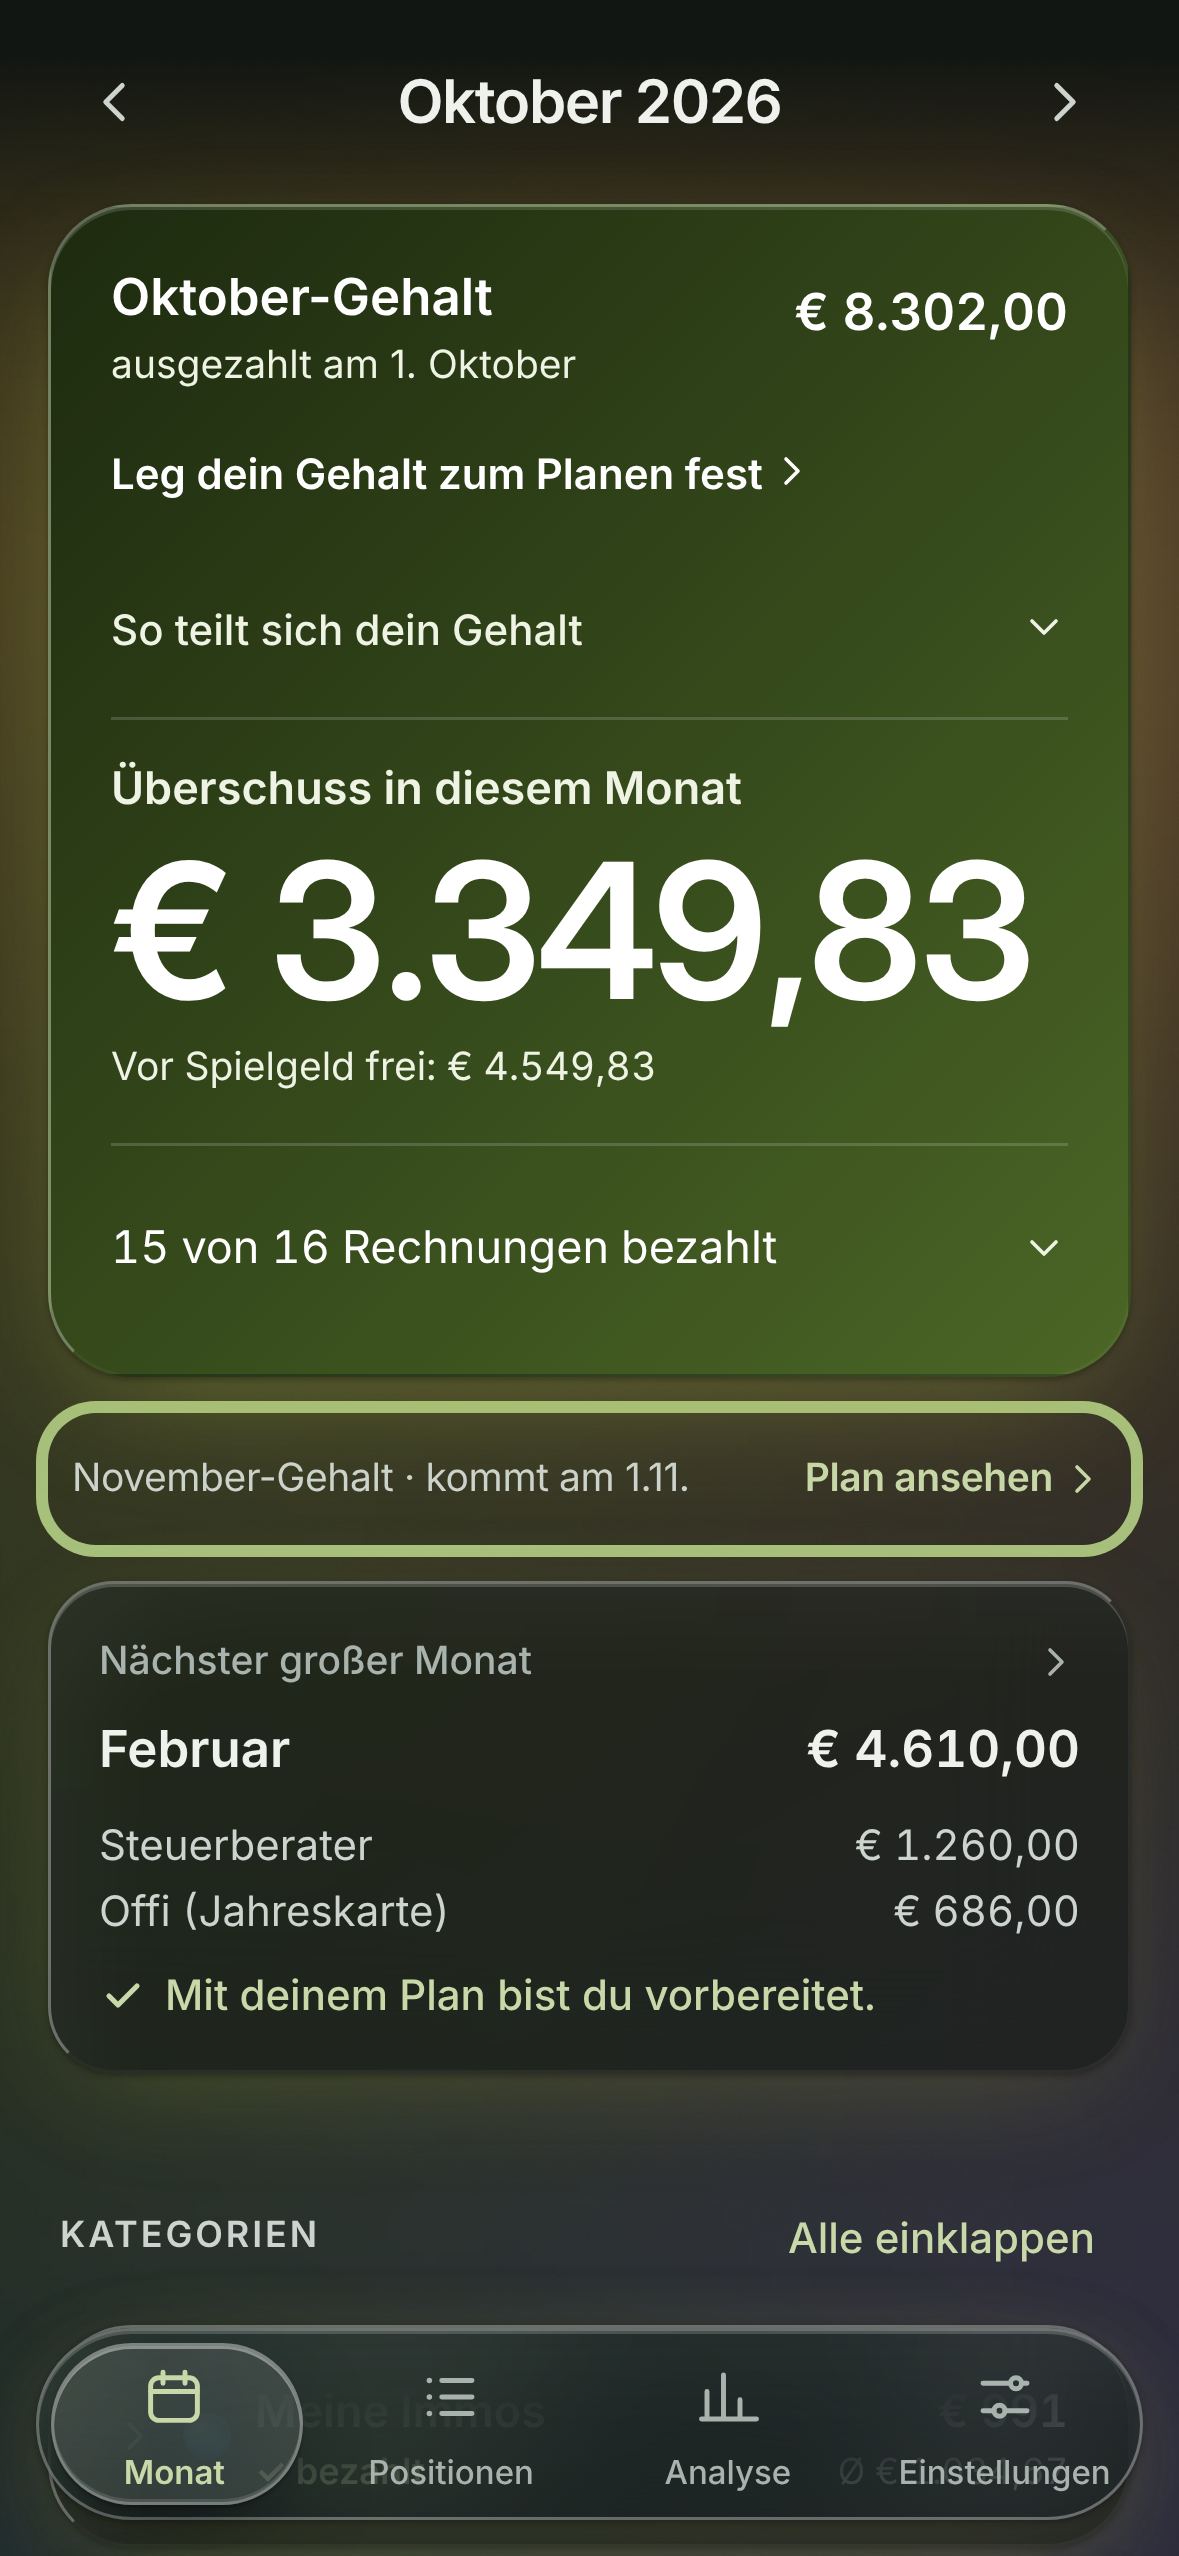 Oktober 2026
Oktober-Gehalt
€ 8.302,00
ausgezahlt am 1. Oktober
Leg dein Gehalt zum Planen fest
So teilt sich dein Gehalt
Überschuss in diesem Monat
€ 3.349,83
Vor Spielgeld frei: € 4.549,83
15 von 16 Rechnungen bezahlt
November-Gehalt · kommt am 1.11.
Plan ansehen
Nächster großer Monat
Februar € 4.610,00
Steuerberater € 1.260,00
Offi (Jahreskarte) € 686,00
Mit deinem Plan bist du vorbereitet.
KATEGORIEN
Alle einklappen
Meine Immos
Monat Positionen Analyse Einstellungen